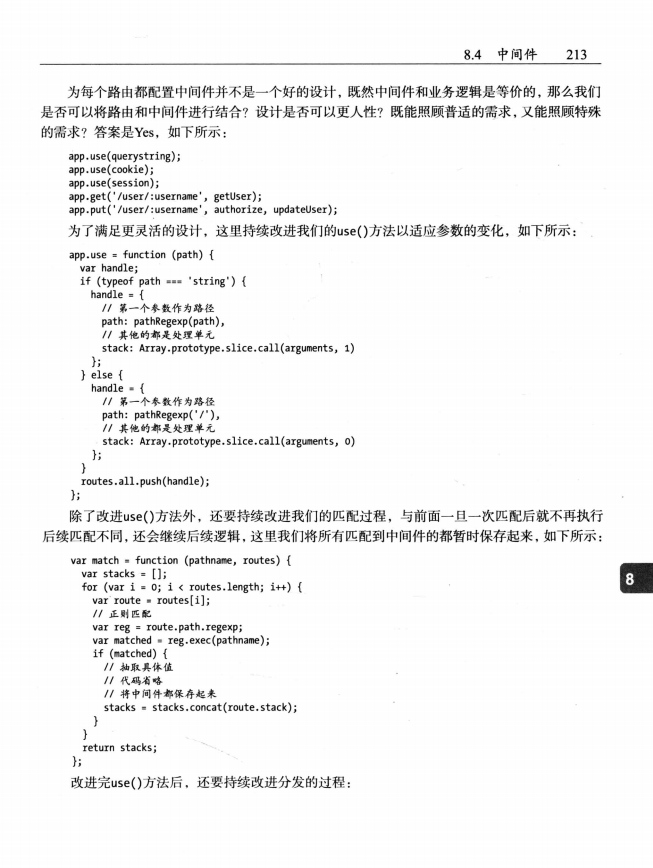 8.4 中间件 213
为每个路由都配置中间件并不是一个好的设计，既然中间件和业务逻辑是等价的，那么我们
是否可以将路由和中间件进行结合？设计是否可以更人性？既能照顾普适的需求，又能照顾特殊
的需求？答案是Yes，如下所示：
app.use(querystring);
app.use(cookie);
app.use(session);
app.get('/user/:username', getUser);
app.put('/user/:username', authorize, updateUser);
为了满足更灵活的设计，这里持续改进我们的use()方法以适应参数的变化，如下所示：
app.use = function (path) {
var handle;
if (typeof path === 'string') {
handle = {
// 第一个参数作为路径
path: pathRegexp(path),
// 其他的都是处理单元
stack: Array.prototype.slice.call(arguments, 1)
};
} else {
handle = {
// 第一个参数作为路径
path: pathRegexp('/'),
// 其他的都是处理单元
stack: Array.prototype.slice.call(arguments, 0)
};
}
routes.all.push(handle);
};
除了改进use()方法外，还要持续改进我们的匹配过程，与前面一旦一次匹配后就不再执行
后续匹配不同，还会继续后续逻辑，这里我们将所有匹配到中间件的都暂时保存起来，如下所示：
var match = function (pathname, routes) {
var stacks = [];
for (var i = 0; i < routes.length; i++) {
8
var route = routes[i];
// 正则匹配
var reg = route.path.regexp;
var matched = reg.exec(pathname);
if (matched) {
// 抽取具体值
// 代码省略
// 将中间件都保存起来
stacks = stacks.concat(route.stack);
}
}
return stacks;
};
改进完use()方法后，还要持续改进分发的过程：